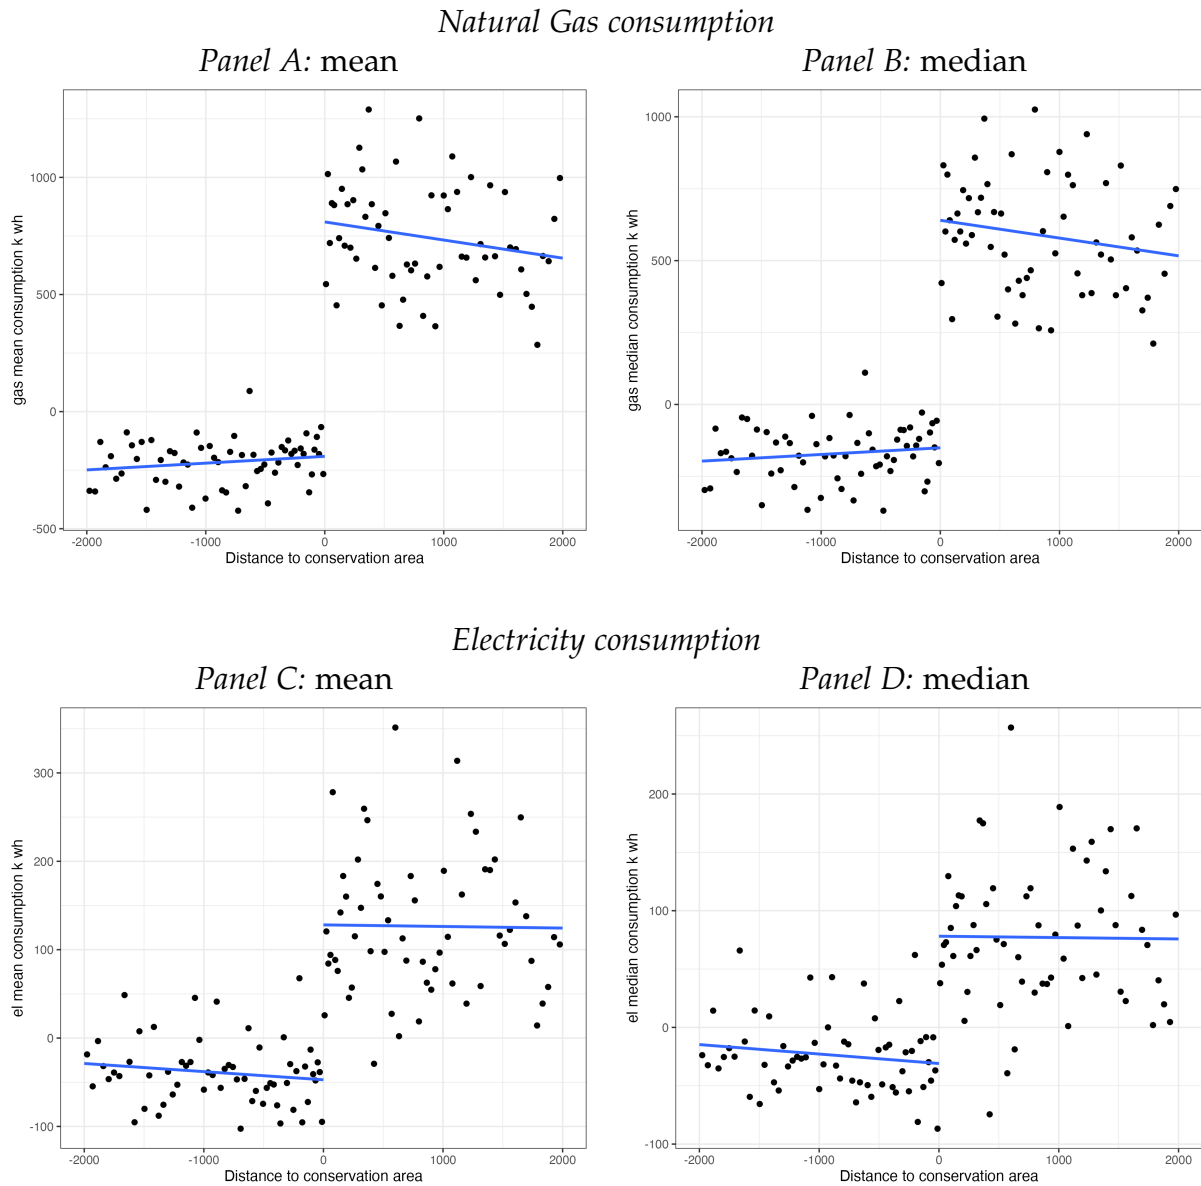 Natural Gas consumption
Panel A: mean
Panel B: median
gas mean consumption k wh
1000
500
0
-500
-2000 -1000 0 1000 2000
Distance to conservation area
gas median consumption k wh
1000
500
0
-2000 -1000 0 1000 2000
Distance to conservation area
Electricity consumption
Panel C: mean
Panel D: median
el mean consumption k wh
300
200
100
0
-100
-2000 -1000 0 1000 2000
Distance to conservation area
el median consumption k wh
200
100
0
-100
-2000 -1000 0 1000 2000
Distance to conservation area